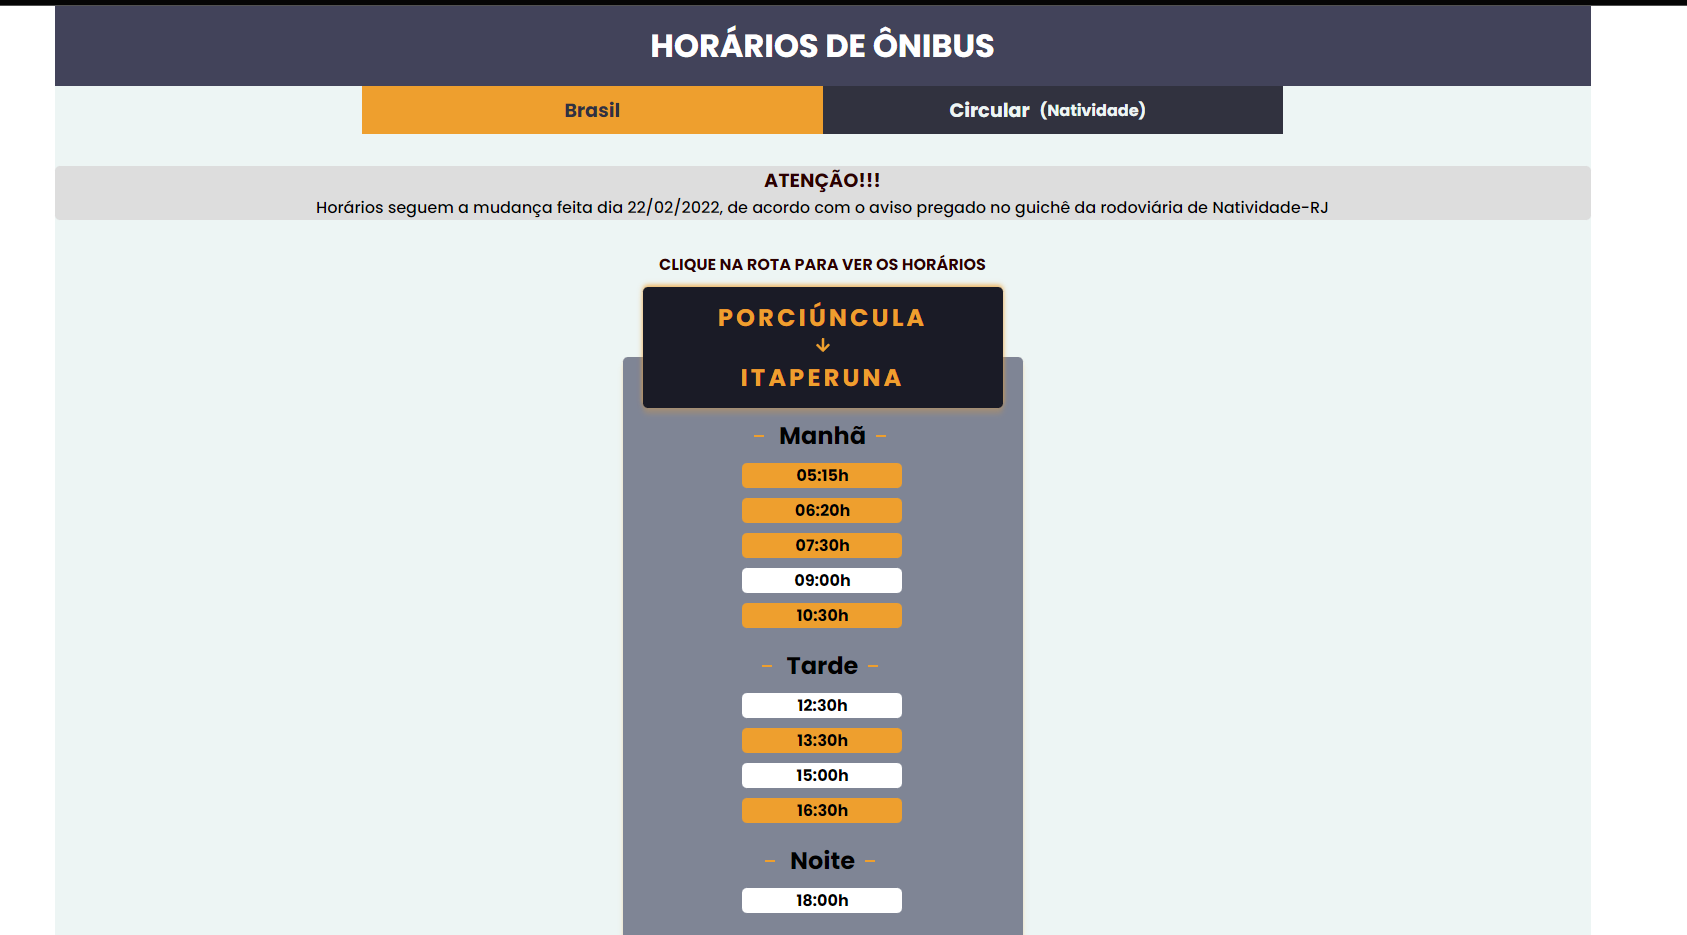 HORÁRIOS DE ÔNIBUS
Brasil
Circular (Natividade)
ATENÇÃO!!!
Horários seguem a mudança feita dia 22/02/2022, de acordo com o aviso pregado no guichê da rodoviária de Natividade-RJ
CLIQUE NA ROTA PARA VER OS HORÁRIOS
PORCIÚNCULA
↓
ITAPERUNA
– Manhã –
05:15h
06:20h
07:30h
09:00h
10:30h
– Tarde –
12:30h
13:30h
15:00h
16:30h
– Noite –
18:00h